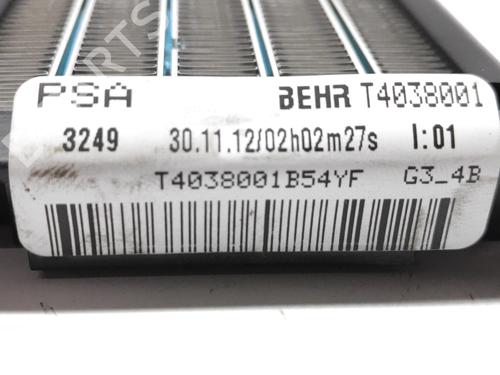 PSA BEHR T4038001
3249 30.11.12/02h02m27s I:01
T4038001B54YF G3_4B